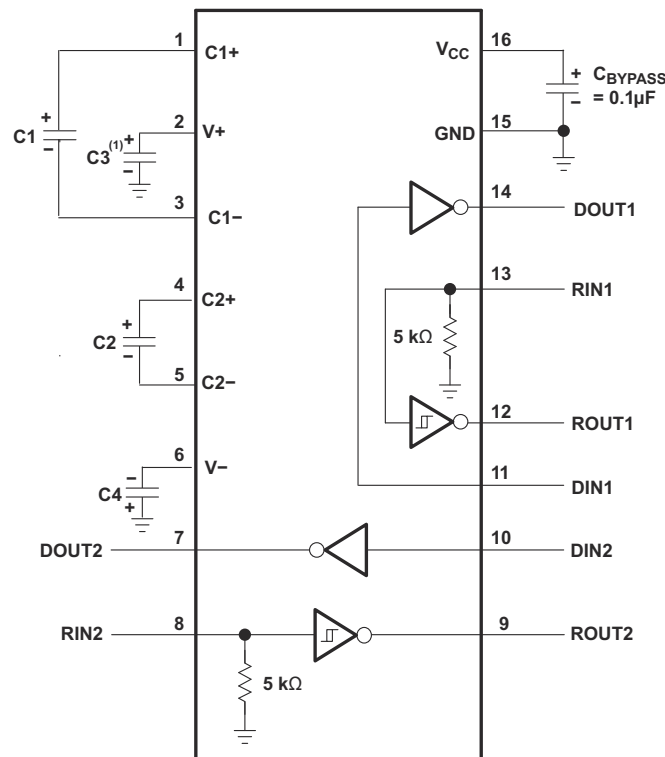 1
C1+
VCC
16
+
CBYPASS
= 0.1µF
−
+
C1
−
2
V+
C3(1)
+
−
GND
15
3
C1−
14
DOUT1
4
C2+
13
RIN1
+
C2
−
5 kΩ
5
C2−
12
ROUT1
6
V−
−
C4
+
11
DIN1
DOUT2
7
10
DIN2
RIN2
8
9
ROUT2
5 kΩ